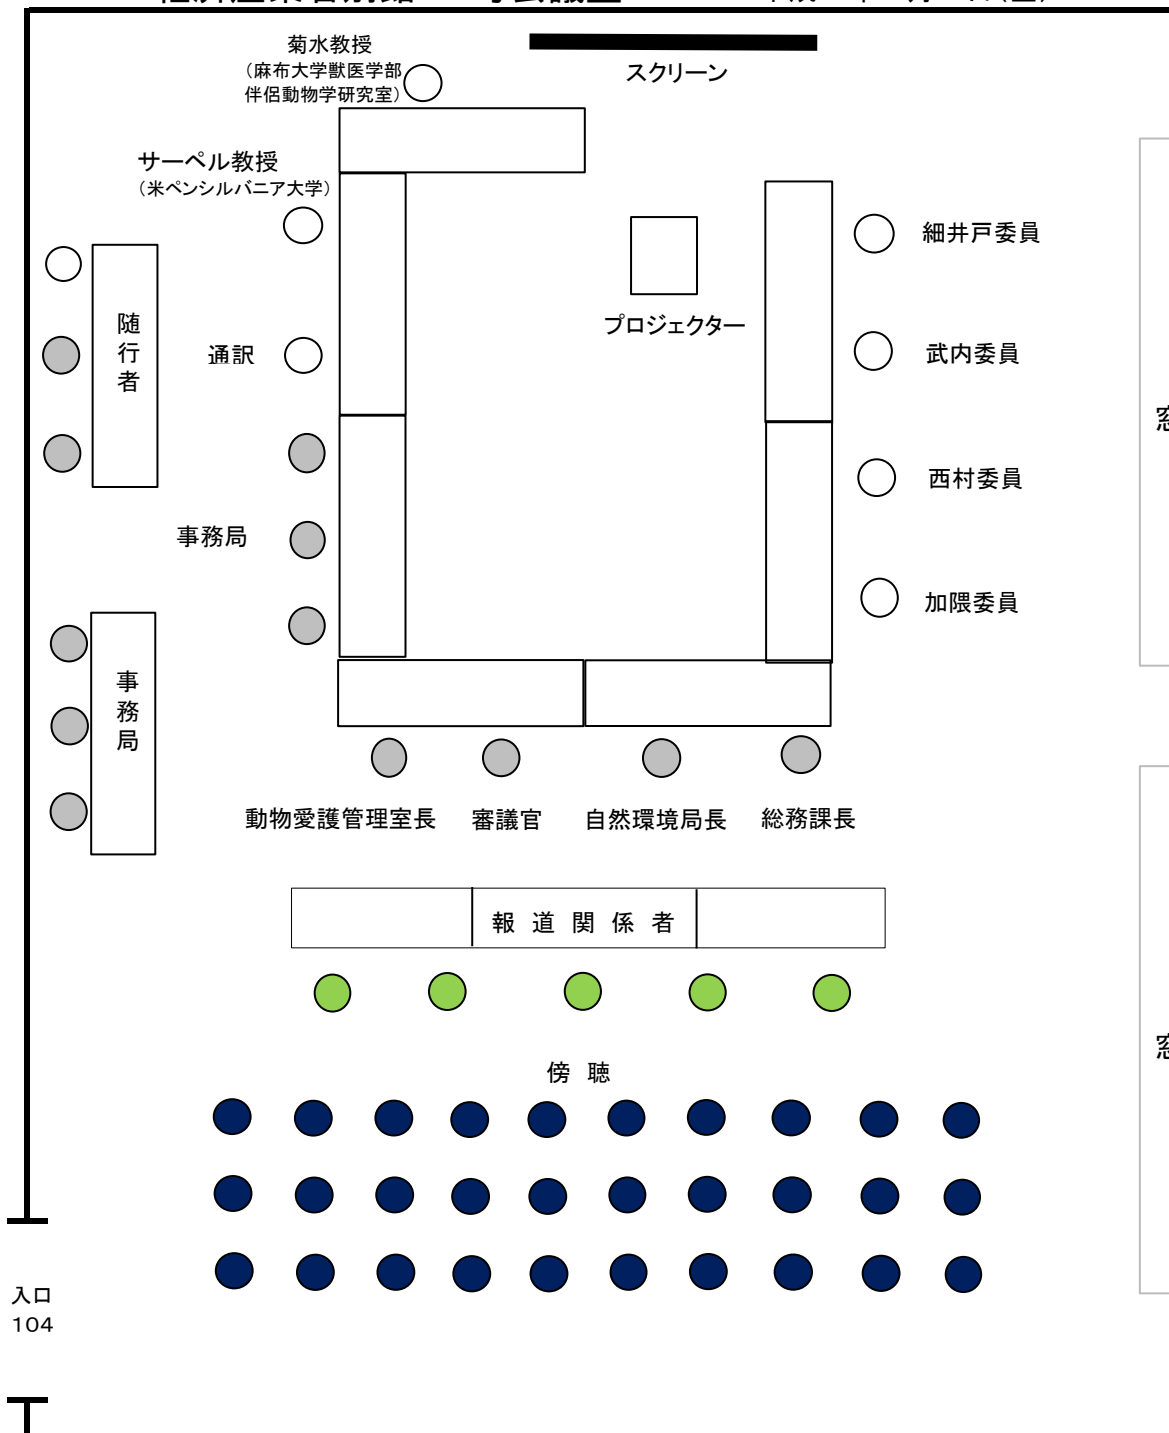 菊水教授
（麻布大学獣医学部
伴侶動物学研究室）
スクリーン
サーペル教授
（米ペンシルバニア大学）
細井戸委員
随行者
プロジェクター
通訳
武内委員
西村委員
事務局
加隈委員
事務局
動物愛護管理室長
審議官
自然環境局長
総務課長
報道関係者
傍聴
入口
104